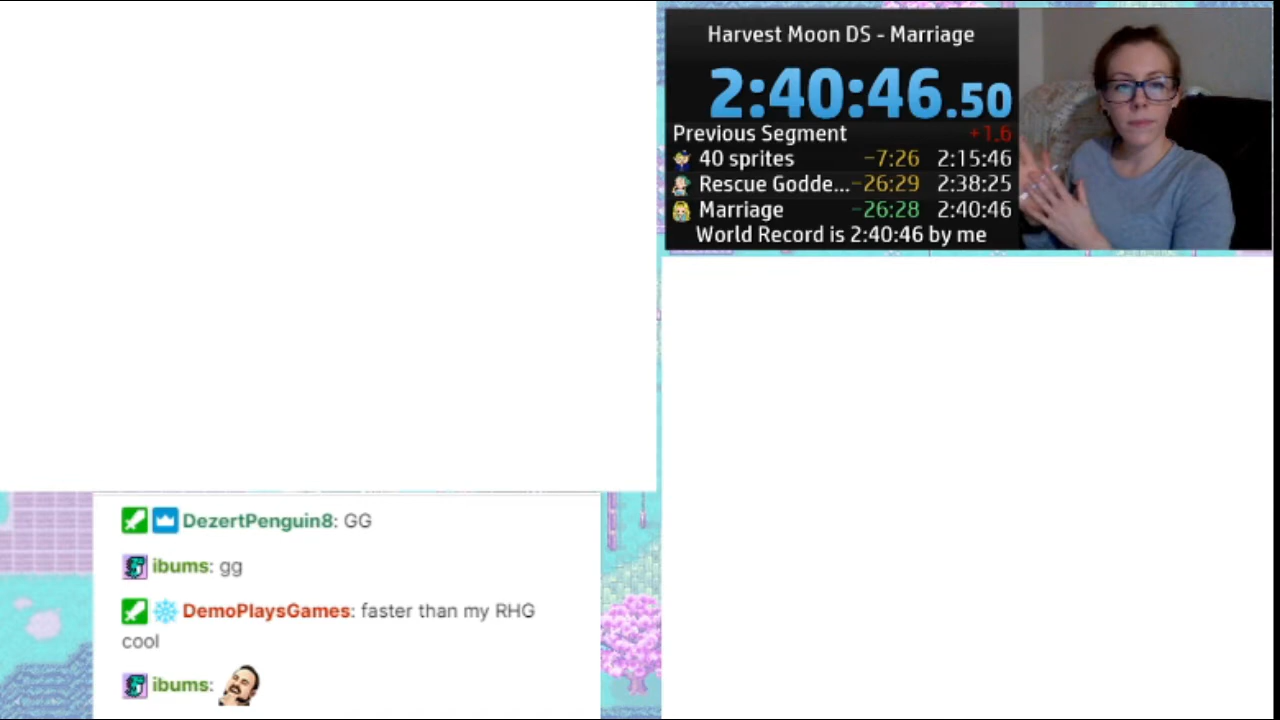 Harvest Moon DS - Marriage
2:40:46.50
Previous Segment +1.6
40 sprites -7:26 2:15:46
Rescue Godde... -26:29 2:38:25
Marriage -26:28 2:40:46
World Record is 2:40:46 by me
DezertPenguin8: GG
ibums: gg
DemoPlaysGames: faster than my RHG
cool
ibums: